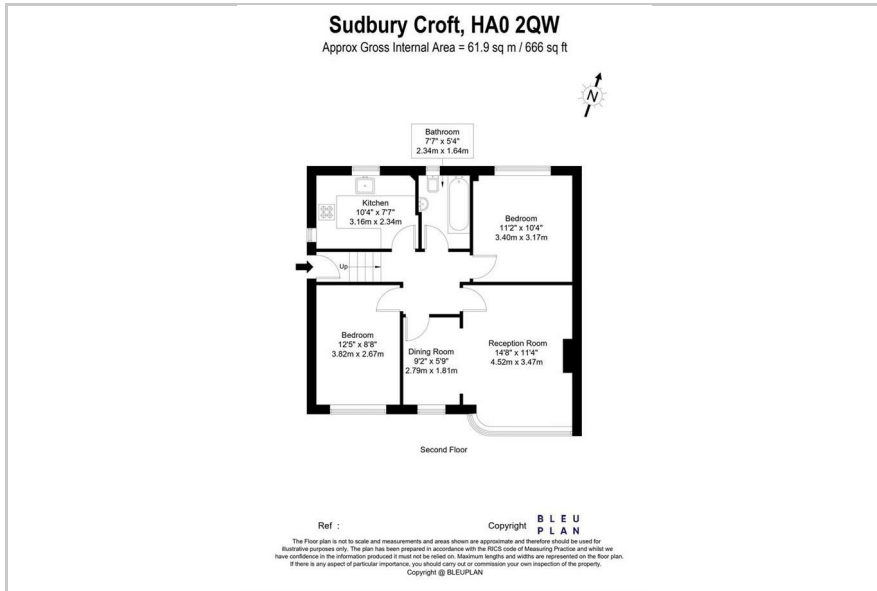 Sudbury Croft, HA0 2QW
Approx Gross Internal Area = 61.9 sq m / 666 sq ft
N
Bathroom
7'7" x 5'4"
2.34m x 1.64m
Kitchen
10'4" x 7'7"
3.16m x 2.34m
Bedroom
11'2" x 10'4"
3.40m x 3.17m
Up
Bedroom
12'5" x 8'8"
3.82m x 2.67m
Dining Room
9'2" x 5'9"
2.79m x 1.81m
Reception Room
14'8" x 11'4"
4.52m x 3.47m
Second Floor
Ref :
Copyright
BLEU
PLAN
The Floor plan is not to scale and measurements and areas shown are approximate and therefore should be used for
illustrative purposes only. The plan has been prepared in accordance with the RICS code of Measuring Practice and whilst we
have confidence in the information produced it must not be relied on. Maximum lengths and widths are represented on the floor plan.
If there is any aspect of particular importance, you should carry out or commission your own inspection of the property.
Copyright @ BLEUPLAN